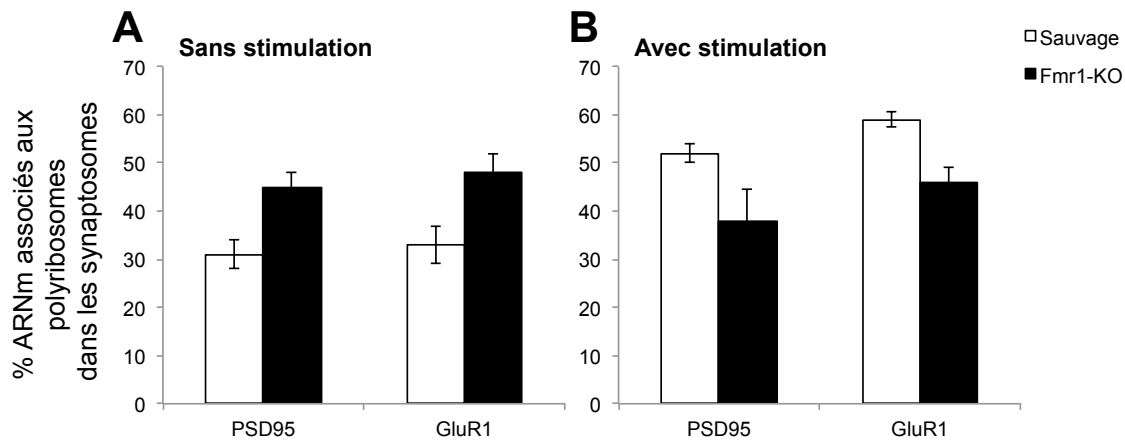 A
Sans stimulation
B
Avec stimulation
Sauvage
Fmr1-KO
% ARNm associés aux
polyribosomes
dans les synaptosomes
70
60
50
40
30
20
10
0
PSD95
GluR1
70
60
50
40
30
20
10
0
PSD95
GluR1